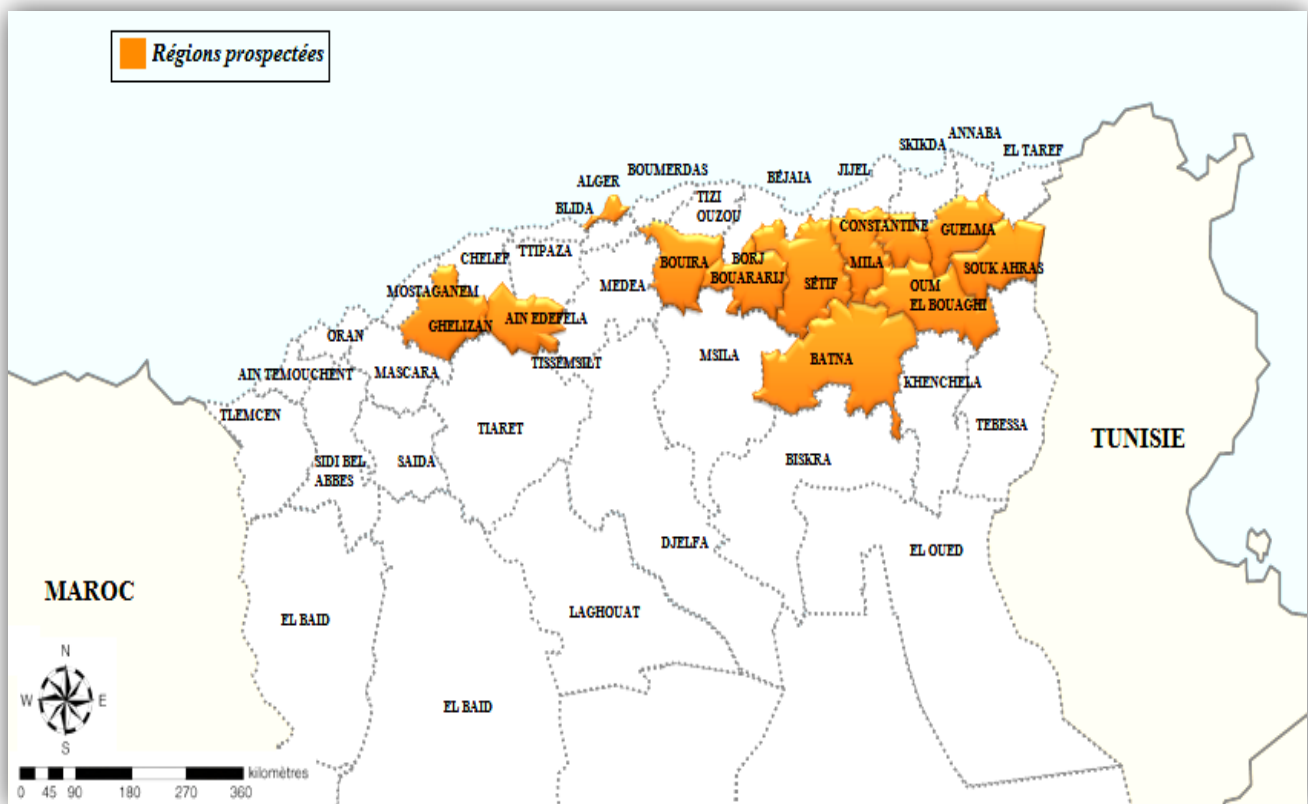 Régions prospectées
ANNABA
SKIKDA
EL TAREF
BOUMERDAS
BÉJAIA
JIJEL
ALGER
BLIDA
TIZI
OUZOU
CONSTANTINE
GUELMA
CHELEF
TTIPAZA
BOUIRA
BORJ
BOUARARIJ
MILA
SOUK AHRAS
MEDEA
SÉTIF
OUM
EL BOUAGHI
MOSTAGANEM
GHELIZAN
AIN EDEFELA
ORAN
MSILA
BATNA
TISSEMSILT
AIN TEMOUCHENT
MASCARA
KHENCHELA
TLEMCEN
TIARET
TEBESSA
TUNISIE
SIDI BEL
ABBES
SAIDA
BISKRA
DJELFA
EL OUED
MAROC
EL BAID
LAGHOUAT
EL BAID
N
W
E
S
kilomètres
0 45 90 180 270 360